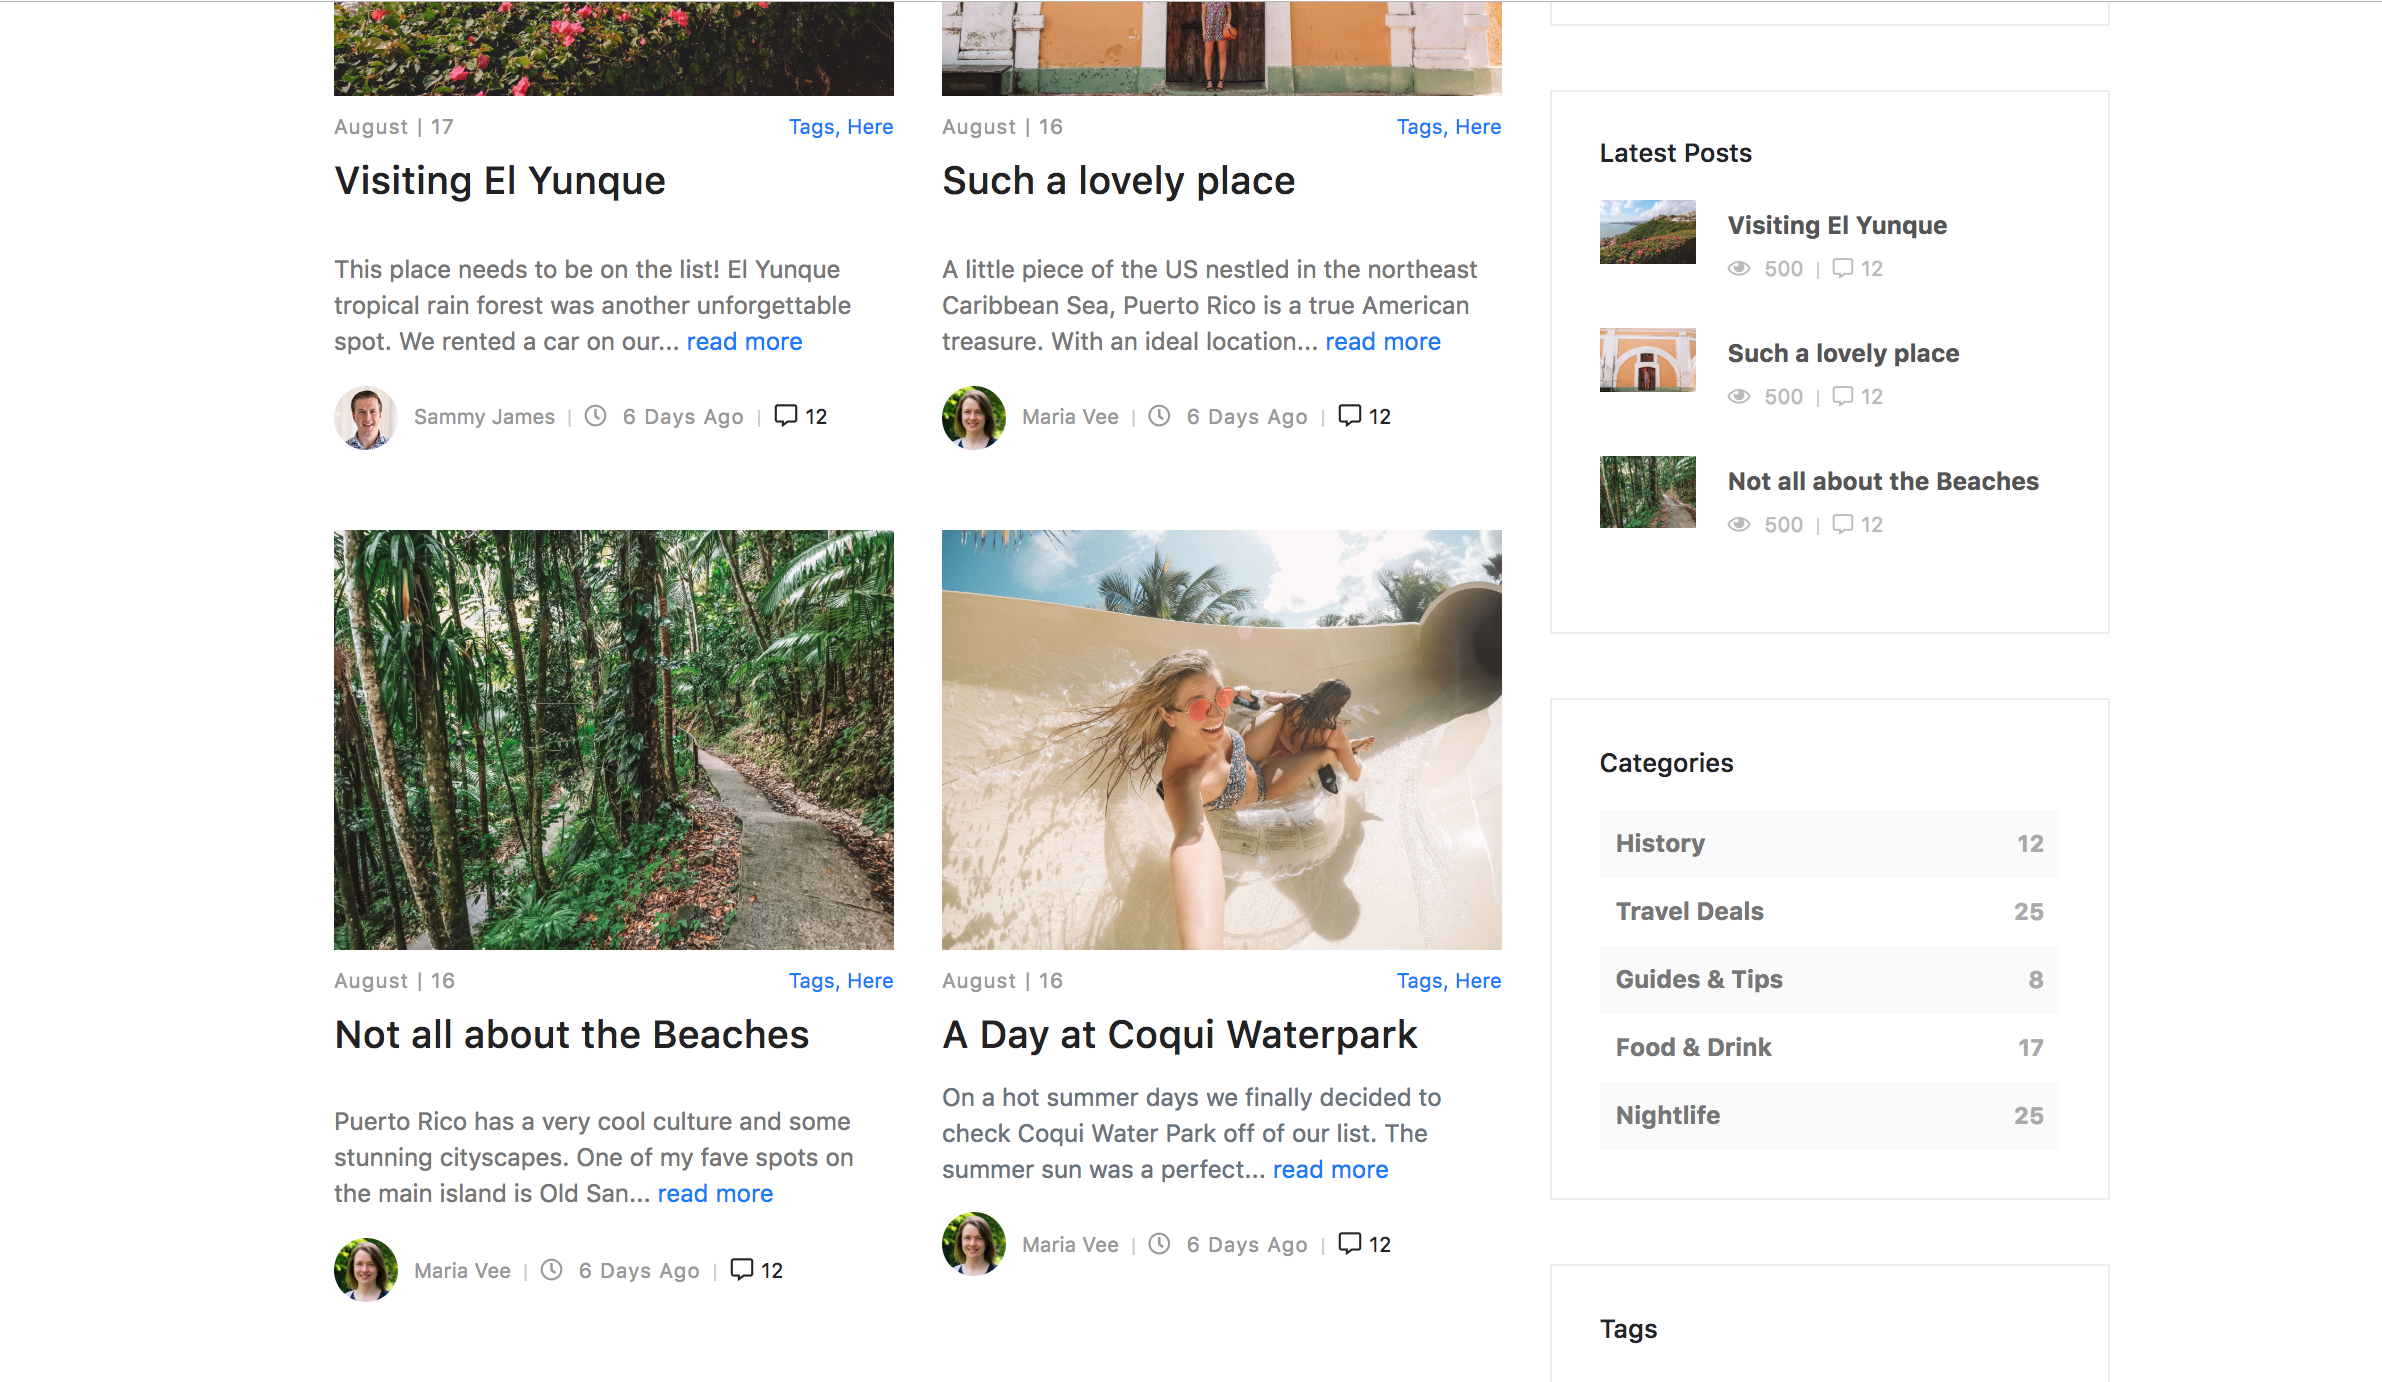 August | 17
Tags, Here
Visiting El Yunque
This place needs to be on the list! El Yunque
tropical rain forest was another unforgettable
spot. We rented a car on our... read more
Sammy James | 6 Days Ago | 12
August | 16
Tags, Here
Such a lovely place
A little piece of the US nestled in the northeast
Caribbean Sea, Puerto Rico is a true American
treasure. With an ideal location... read more
Maria Vee | 6 Days Ago | 12
August | 16
Tags, Here
Not all about the Beaches
Puerto Rico has a very cool culture and some
stunning cityscapes. One of my fave spots on
the main island is Old San... read more
Maria Vee | 6 Days Ago | 12
August | 16
Tags, Here
A Day at Coqui Waterpark
On a hot summer days we finally decided to
check Coqui Water Park off of our list. The
summer sun was a perfect... read more
Maria Vee | 6 Days Ago | 12
Latest Posts
Visiting El Yunque
500 | 12
Such a lovely place
500 | 12
Not all about the Beaches
500 | 12
Categories
History 12
Travel Deals 25
Guides & Tips 8
Food & Drink 17
Nightlife 25
Tags